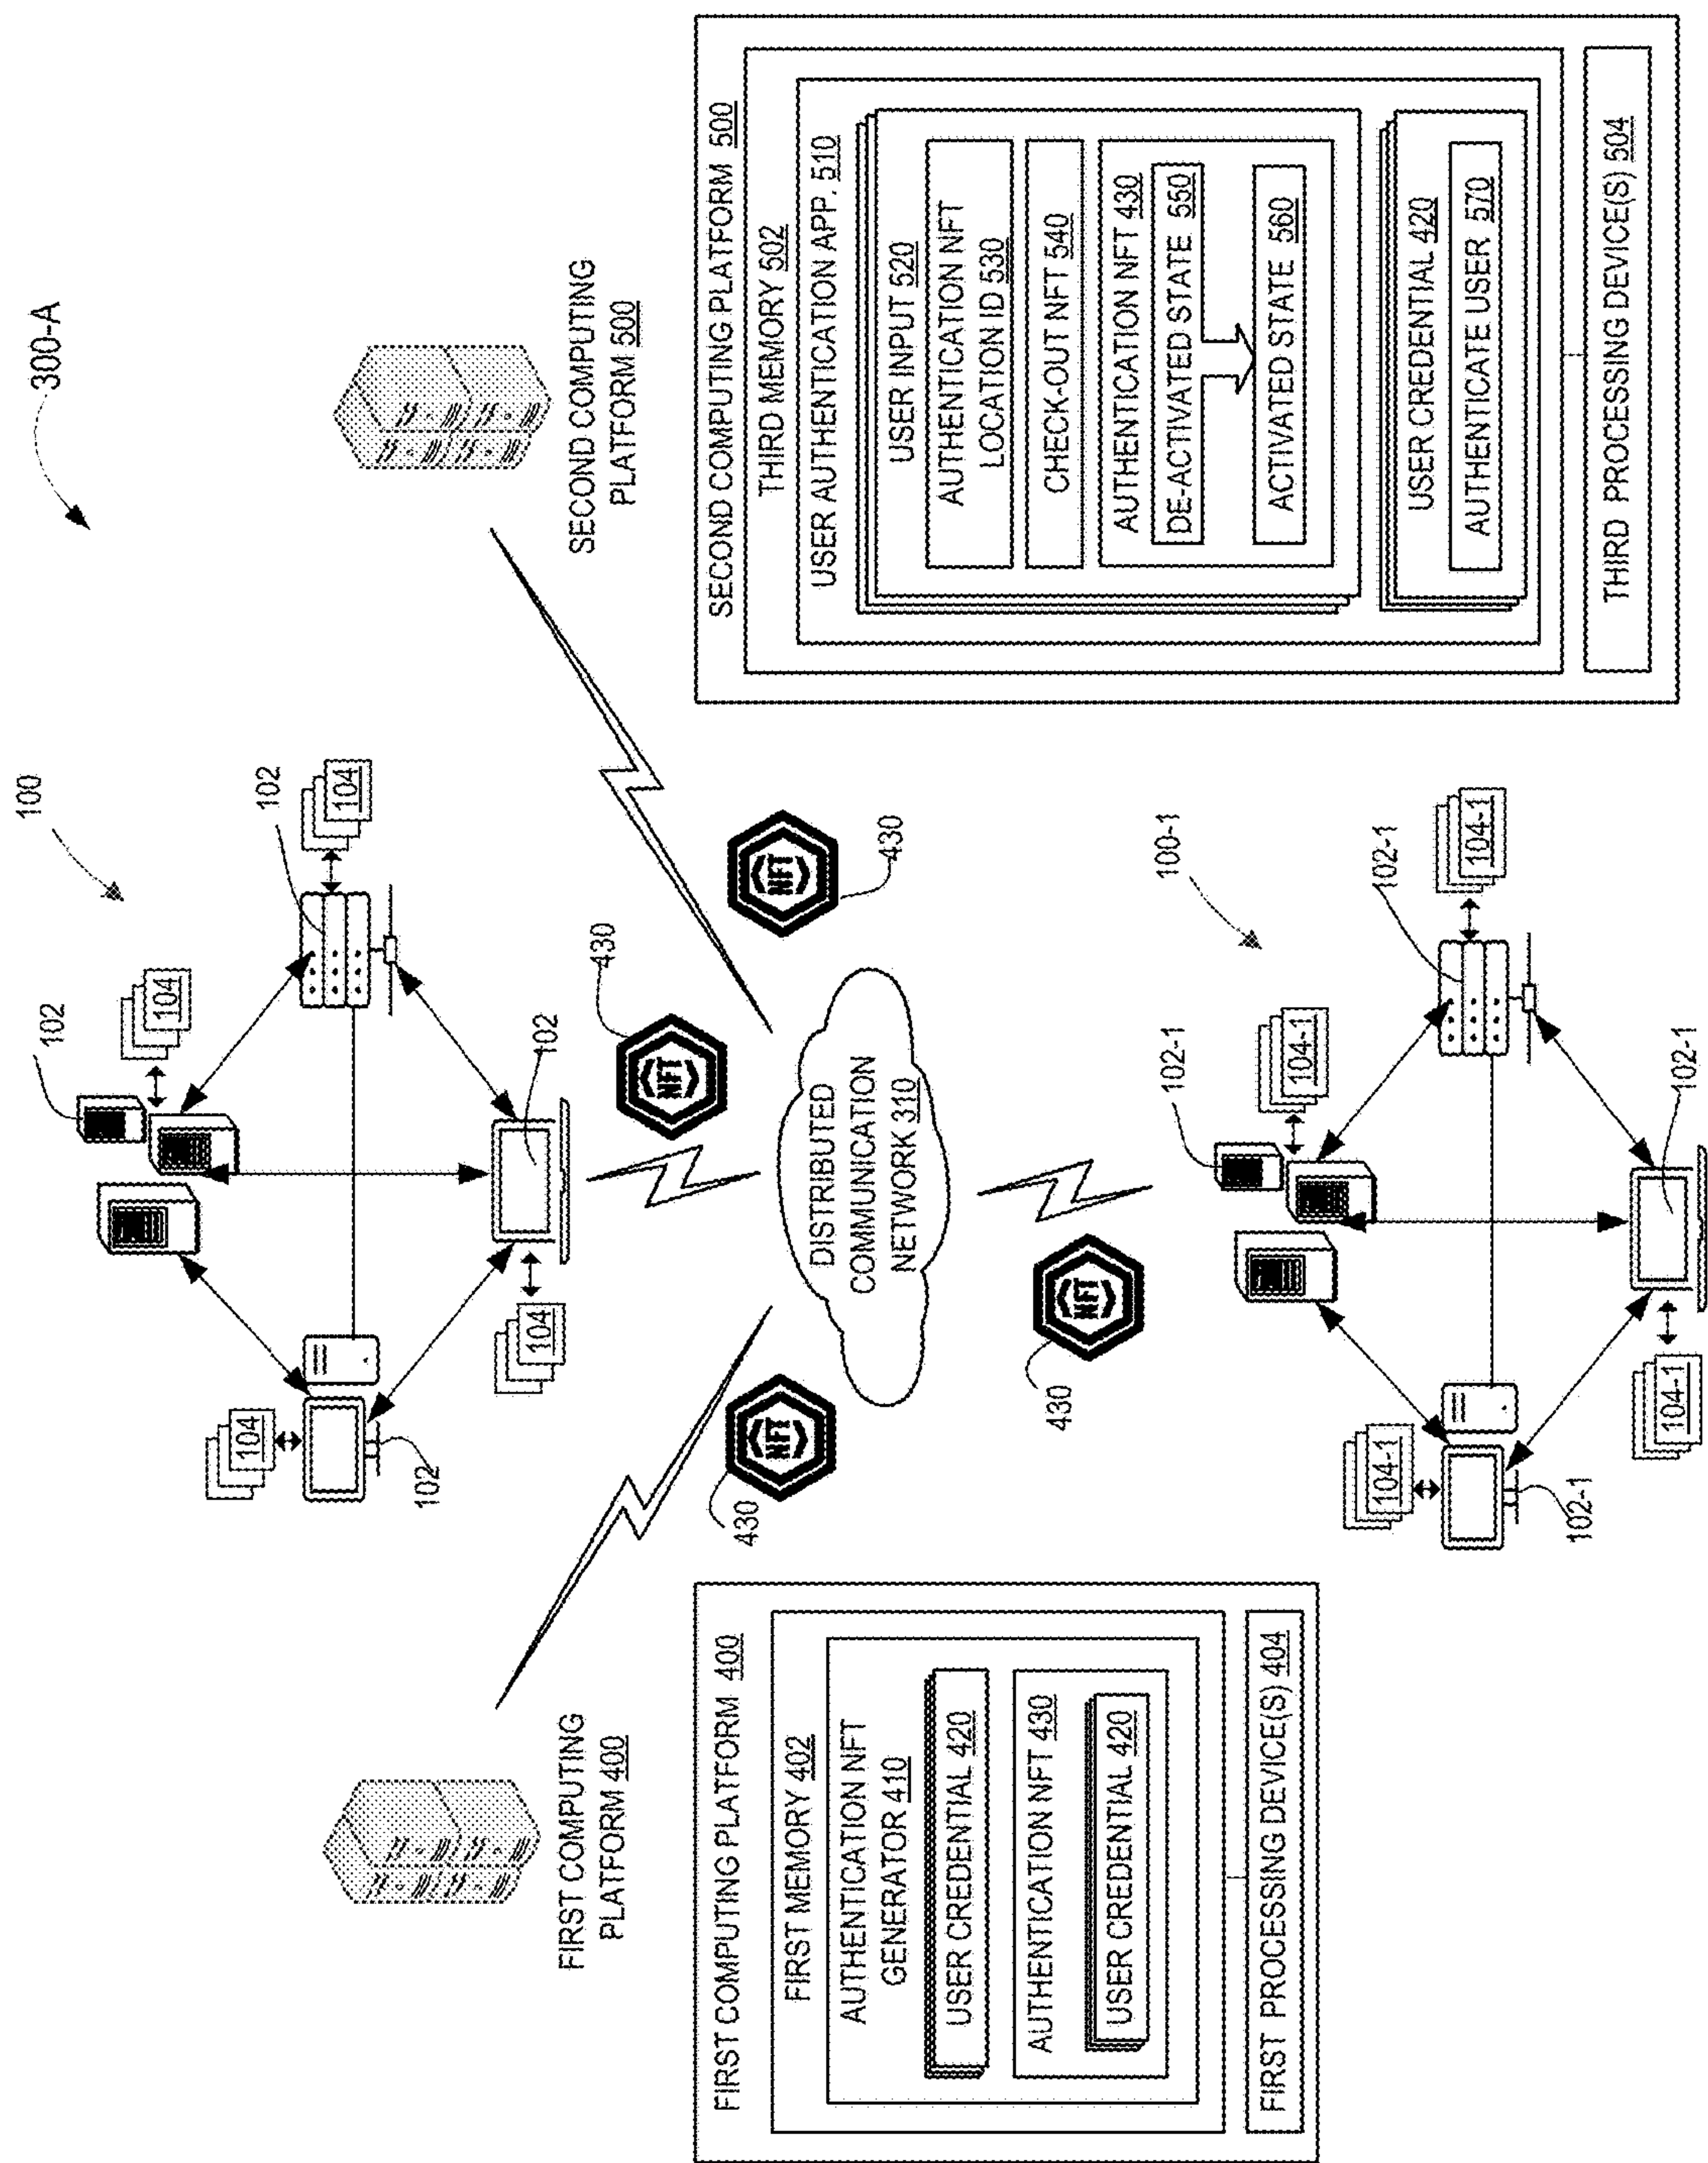 300-A
100
102
104
102
104
104
102
104
102
FIRST COMPUTING
PLATFORM 400
SECOND COMPUTING
PLATFORM 500
430
NFT
430
NFT
430
NFT
DISTRIBUTED
COMMUNICATION
NETWORK 310
430
NFT
FIRST COMPUTING PLATFORM 400
FIRST MEMORY 402
AUTHENTICATION NFT
GENERATOR 410
USER CREDENTIAL 420
AUTHENTICATION NFT 430
USER CREDENTIAL 420
FIRST PROCESSING DEVICE(S) 404
100-1
102-1
104-1
102-1
104-1
104-1
102-1
104-1
102-1
SECOND COMPUTING PLATFORM 500
THIRD MEMORY 502
USER AUTHENTICATION APP. 510
USER INPUT 520
AUTHENTICATION NFT
LOCATION ID 530
CHECK-OUT NFT 540
AUTHENTICATION NFT 430
DE-ACTIVATED STATE 550
ACTIVATED STATE 560
USER CREDENTIAL 420
AUTHENTICATE USER 570
THIRD PROCESSING DEVICE(S) 504